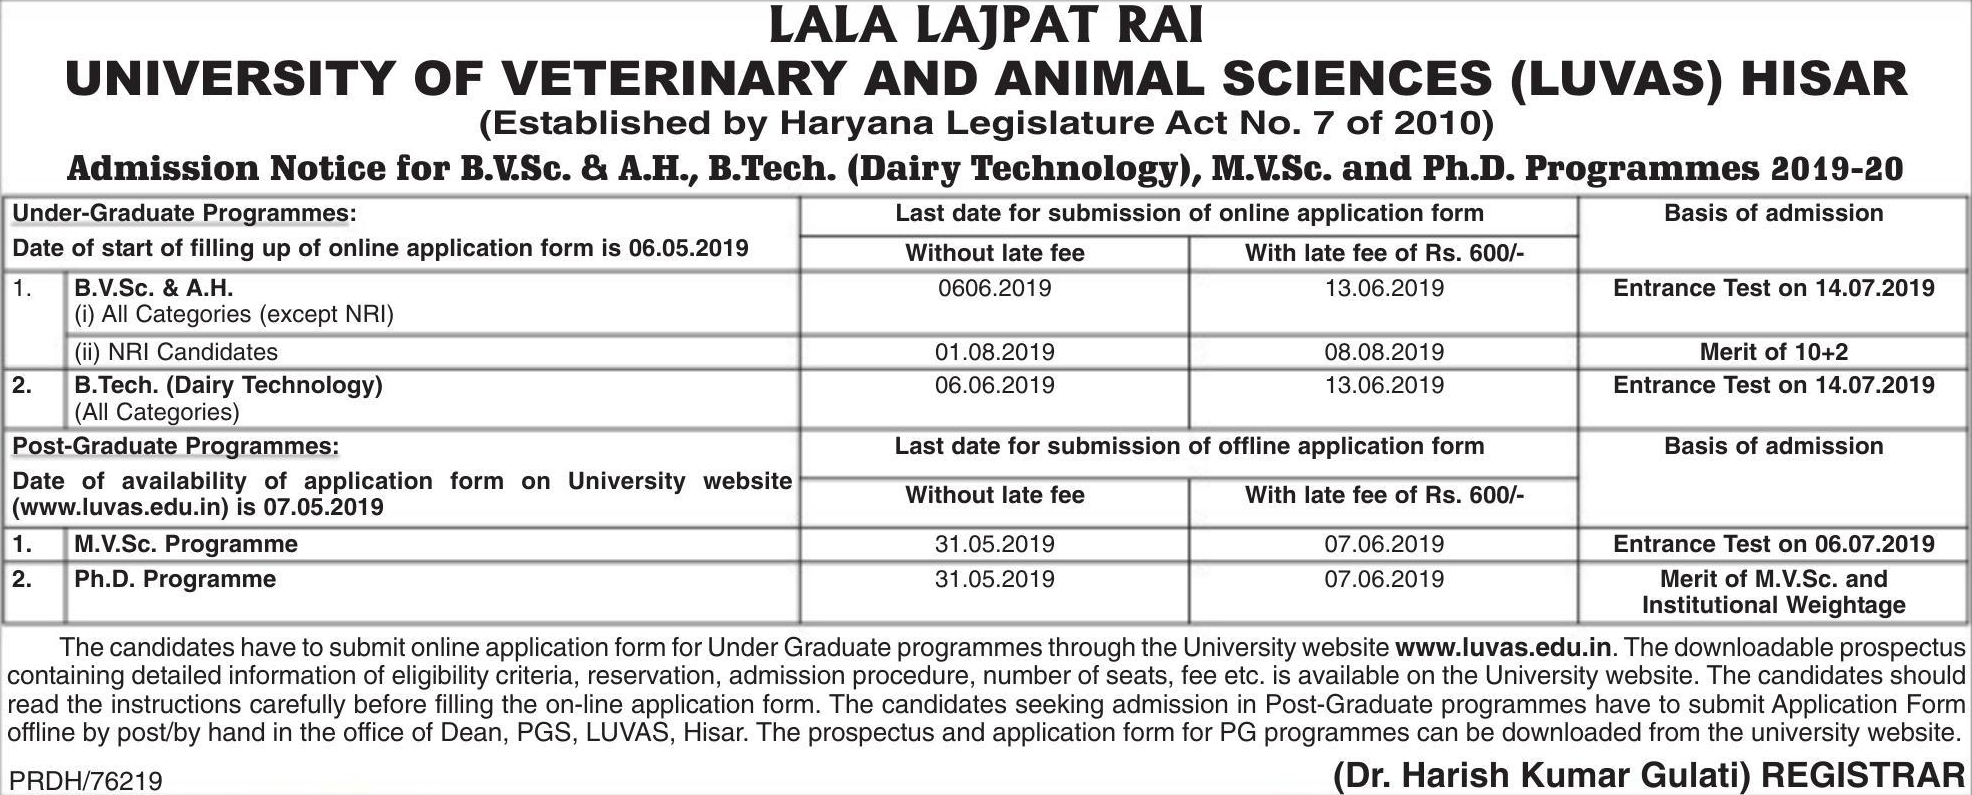 LALA LAJPAT RAI
UNIVERSITY OF VETERINARY AND ANIMAL SCIENCES (LUVAS) HISAR
(Established by Haryana Legislature Act No. 7 of 2010)
Admission Notice for B.V.Sc. & A.H., B.Tech. (Dairy Technology), M.V.Sc. and Ph.D. Programmes 2019-20
Under-Graduate Programmes: Last date for submission of online application form Basis of admission
Date of start of filling up of online application form is 06.05.2019 Without late fee With late fee of Rs. 600/-
1. B.V.Sc. & A.H. 0606.2019 13.06.2019 Entrance Test on 14.07.2019
(i) All Categories (except NRI)
(ii) NRI Candidates 01.08.2019 08.08.2019 Merit of 10+2
2. B.Tech. (Dairy Technology) 06.06.2019 13.06.2019 Entrance Test on 14.07.2019
(All Categories)
Post-Graduate Programmes: Last date for submission of offline application form Basis of admission
Date of availability of application form on University website Without late fee With late fee of Rs. 600/-
(www.luvas.edu.in) is 07.05.2019
1. M.V.Sc. Programme 31.05.2019 07.06.2019 Entrance Test on 06.07.2019
2. Ph.D. Programme 31.05.2019 07.06.2019 Merit of M.V.Sc. and
Institutional Weightage
The candidates have to submit online application form for Under Graduate programmes through the University website www.luvas.edu.in. The downloadable prospectus
containing detailed information of eligibility criteria, reservation, admission procedure, number of seats, fee etc. is available on the University website. The candidates should
read the instructions carefully before filling the on-line application form. The candidates seeking admission in Post-Graduate programmes have to submit Application Form
offline by post/by hand in the office of Dean, PGS, LUVAS, Hisar. The prospectus and application form for PG programmes can be downloaded from the university website.
PRDH/76219 (Dr. Harish Kumar Gulati) REGISTRAR